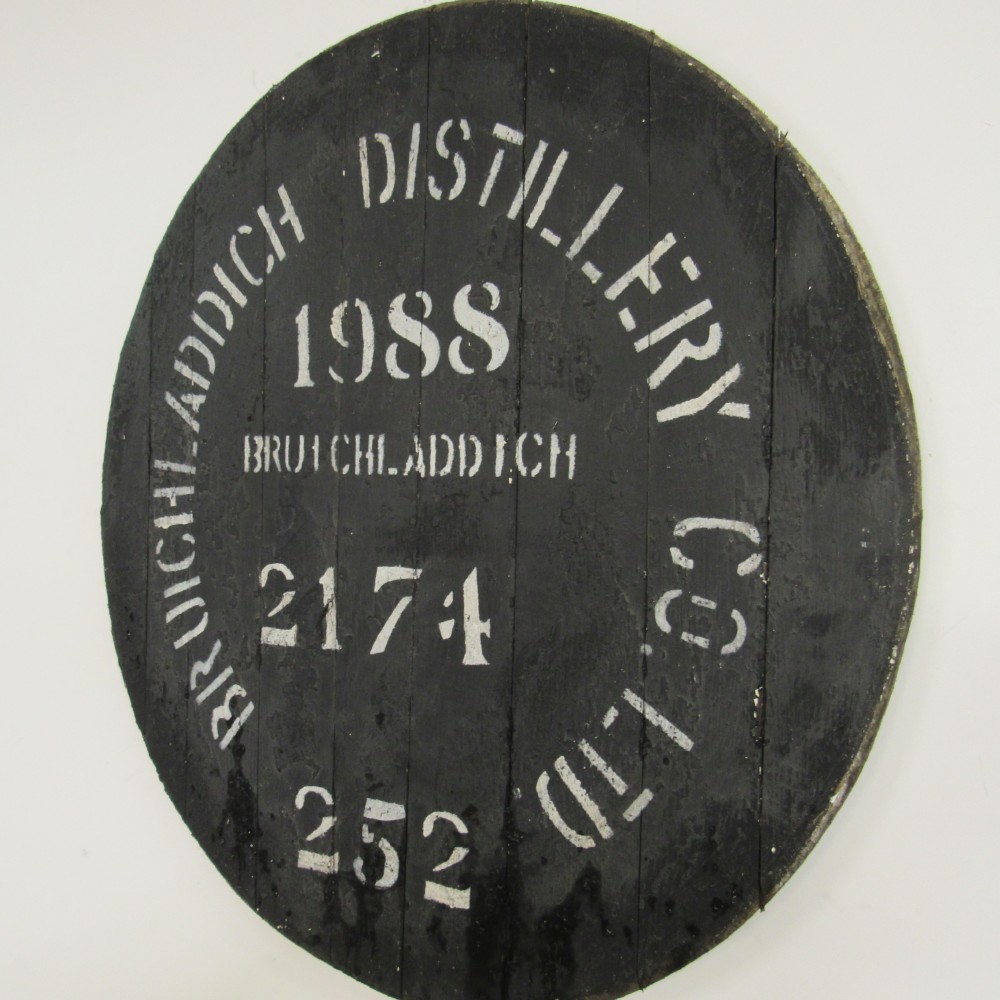 BRUICHLADDICH DISTILLERY CO. LTD
1988
BRUICHLADDICH
2174
252